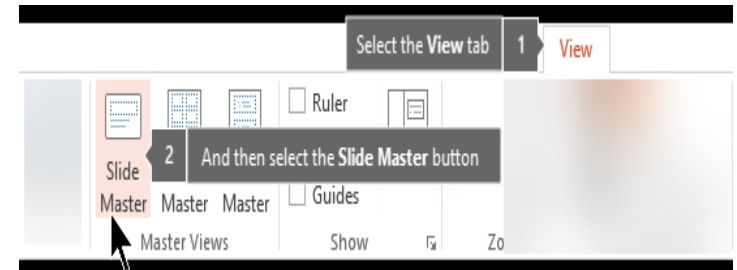 Select the View tab 1 View
Ruler
2 And then select the Slide Master button
Slide
Master Master Master Guides
Master Views Show Zo